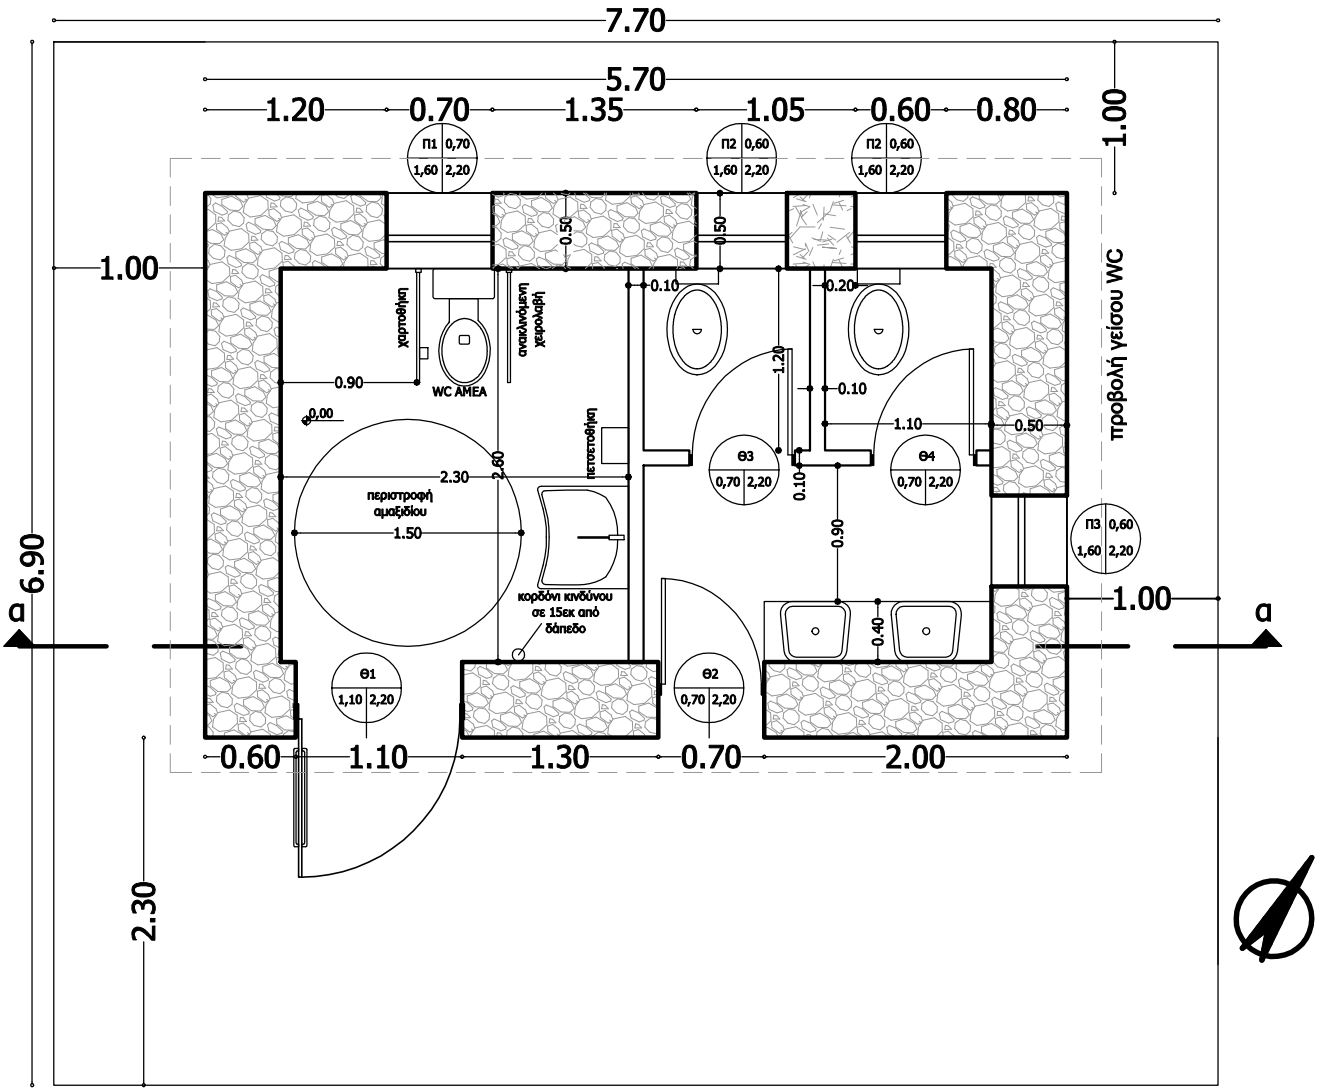 7.70
5.70
1.20 0.70 1.35 1.05 0.60 0.80
1.00
Π1 0,70
1,60 2,20
Π2 0,60
1,60 2,20
Π2 0,60
1,60 2,20
0.50
0.50
1.00
0.10
0.20
χαρτοθήκη
ανακλινόμενη
χειρολαβή
προβολή γείσου WC
1.20
0.90
WC ΑΜΕΑ
0.10
0,00
πετσετοθήκη
1.10
0.50
2.60
2.30
Θ3
0,70 2,20
Θ4
0,70 2,20
0.10
περιστροφή
αμαξιδίου
1.50
0.90
Π3 0,60
1,60 2,20
6.90
κορδόνι κινδύνου
σε 15εκ από
δάπεδο
1.00
a
a
0.40
Θ1
1,10 2,20
Θ2
0,70 2,20
0.60 1.10 1.30 0.70 2.00
2.30